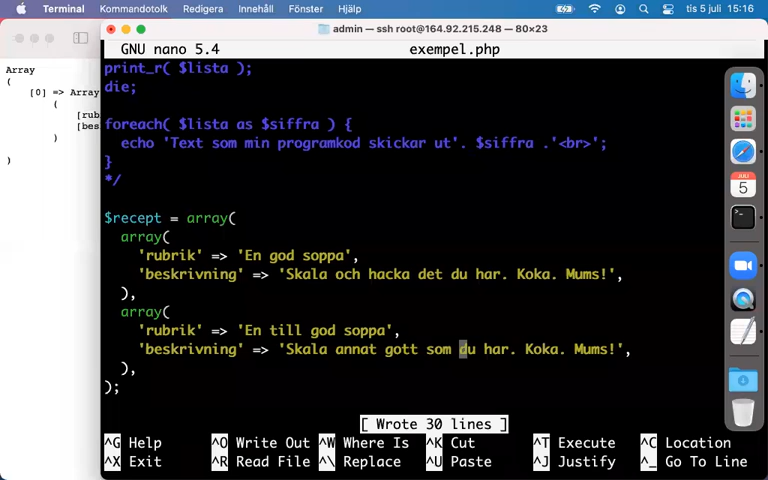 Terminal Kommandotolk Redigera Innehåll Fönster Hjälp tis 5 juli 15:16
admin — ssh root@164.92.215.248 — 80×23
GNU nano 5.4 exempel.php
Array
(
[0] => Array
(
[rub
[bes
)
)
print_r( $lista );
die;
foreach( $lista as $siffra ) {
echo 'Text som min programkod skickar ut'. $siffra .'<br>';
}
*/
$recept = array(
array(
'rubrik' => 'En god soppa',
'beskrivning' => 'Skala och hacka det du har. Koka. Mums!',
),
array(
'rubrik' => 'En till god soppa',
'beskrivning' => 'Skala annat gott som du har. Koka. Mums!',
),
);
[ Wrote 30 lines ]
^G Help ^O Write Out ^W Where Is ^K Cut ^T Execute ^C Location
^X Exit ^R Read File ^\ Replace ^U Paste ^J Justify ^_ Go To Line
JULI
5